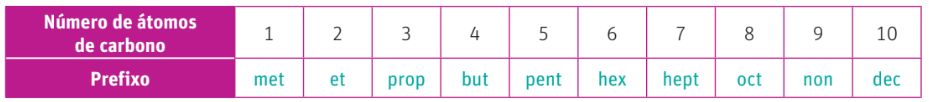 Número de átomos de carbono 1 2 3 4 5 6 7 8 9 10
Prefixo met et prop but pent hex hept oct non dec